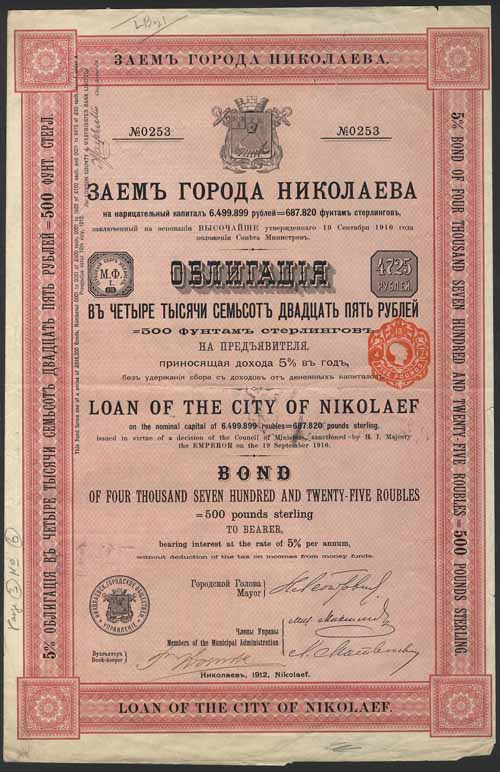 LB21
ЗАЕМЪ ГОРОДА НИКОЛАЕВА.
№0253
№0253
ЗАЕМЪ ГОРОДА НИКОЛАЕВА
на нарицательный капиталъ 6.499.899 рублей=687.820 фунтамъ стерлинговъ,
заключенный на основаніи ВЫСОЧАЙШЕ утвержденнаго 19 Сентября 1910 года
положенія Совѣта Министровъ.
М.Ф.
ОБЛИГАЦІЯ
4725
РУБЛЕЙ.
ВЪ ЧЕТЫРЕ ТЫСЯЧИ СЕМЬСОТЪ ДВАДЦАТЬ ПЯТЬ РУБЛЕЙ
=500 фунтамъ стерлинговъ
НА ПРЕДЪЯВИТЕЛЯ,
приносящая дохода 5% въ годъ,
безъ удержанія сбора съ доходовъ отъ денежныхъ капиталовъ.
LOAN OF THE CITY OF NIKOLAEF
on the nominal capital of 6.499.899 roubles=687.820 pounds sterling,
issued in virtue of a decision of the Council of Ministers, sanctioned by H. I. Majesty
the EMPEROR on the 19 September 1910.
BOND
OF FOUR THOUSAND SEVEN HUNDRED AND TWENTY-FIVE ROUBLES
=500 pounds sterling
TO BEARER,
bearing interest at the rate of 5% per annum,
without deduction of the tax on incomes from money funds.
Городской Голова
Mayor
Члены Управы
Members of the Municipal Administration
Бухгалтеръ
Book-keeper
Николаевъ, 1912, Nikolaef.
НИКОЛАЕВСКОЕ ГОРОДСКОЕ ОБЩЕСТВЕННОЕ
УПРАВЛЕНІЕ
LOAN OF THE CITY OF NIKOLAEF.
5% ОБЛИГАЦІЯ ВЪ ЧЕТЫРЕ ТЫСЯЧИ СЕМЬСОТЪ ДВАДЦАТЬ ПЯТЬ РУБЛЕЙ = 500 ФУНТ. СТЕРЛ.
5% BOND OF FOUR THOUSAND SEVEN HUNDRED AND TWENTY-FIVE ROUBLES = 500 POUNDS STERLING